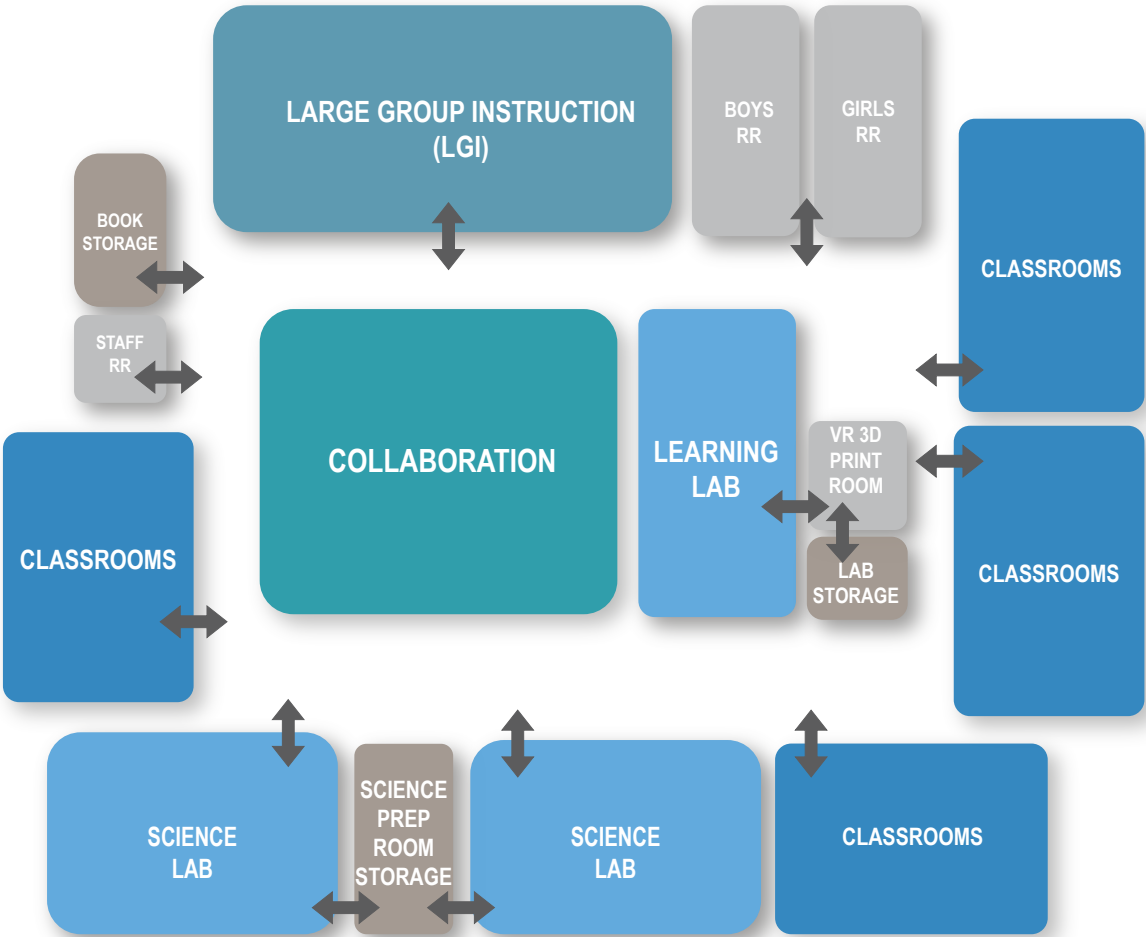 LARGE GROUP INSTRUCTION
(LGI)
BOYS
RR
GIRLS
RR
BOOK
STORAGE
STAFF
RR
CLASSROOMS
COLLABORATION
LEARNING
LAB
VR 3D
PRINT
ROOM
LAB
STORAGE
CLASSROOMS
CLASSROOMS
SCIENCE
LAB
SCIENCE
PREP
ROOM
STORAGE
SCIENCE
LAB
CLASSROOMS